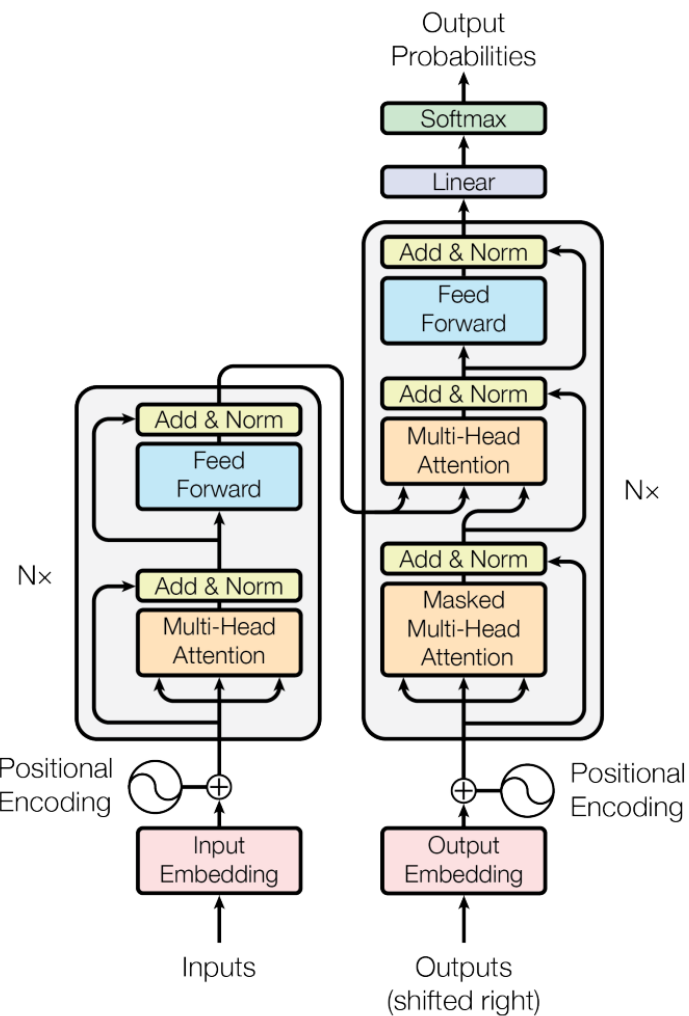 Output
Probabilities
Softmax
Linear
Add & Norm
Feed
Forward
Add & Norm
Multi-Head
Attention
Add & Norm
Masked
Multi-Head
Attention
Nx
Add & Norm
Feed
Forward
Add & Norm
Multi-Head
Attention
Nx
Positional
Encoding
Positional
Encoding
Input
Embedding
Output
Embedding
Inputs
Outputs
(shifted right)